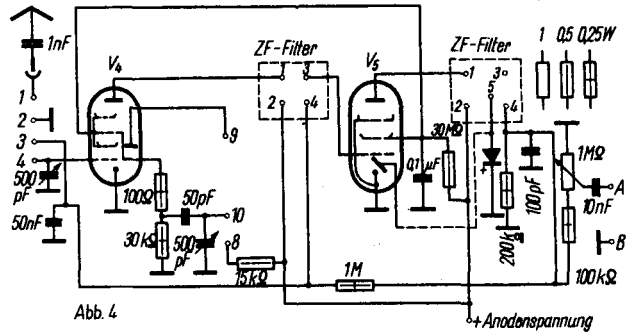 1nF
V4
ZF-Filter
V5
ZF-Filter
1 0,5 0,25W
1 3
2 4
1 3
5
2 4
1
2
3
4
9
500 pF
50nF
100Ω
50pF
10
30kΩ
500 pF
8
15kΩ
1M
30MΩ
0,1 µF
+
200k
100pF
1MΩ
A
10nF
B
100kΩ
+Anodenspannung
Abb. 4